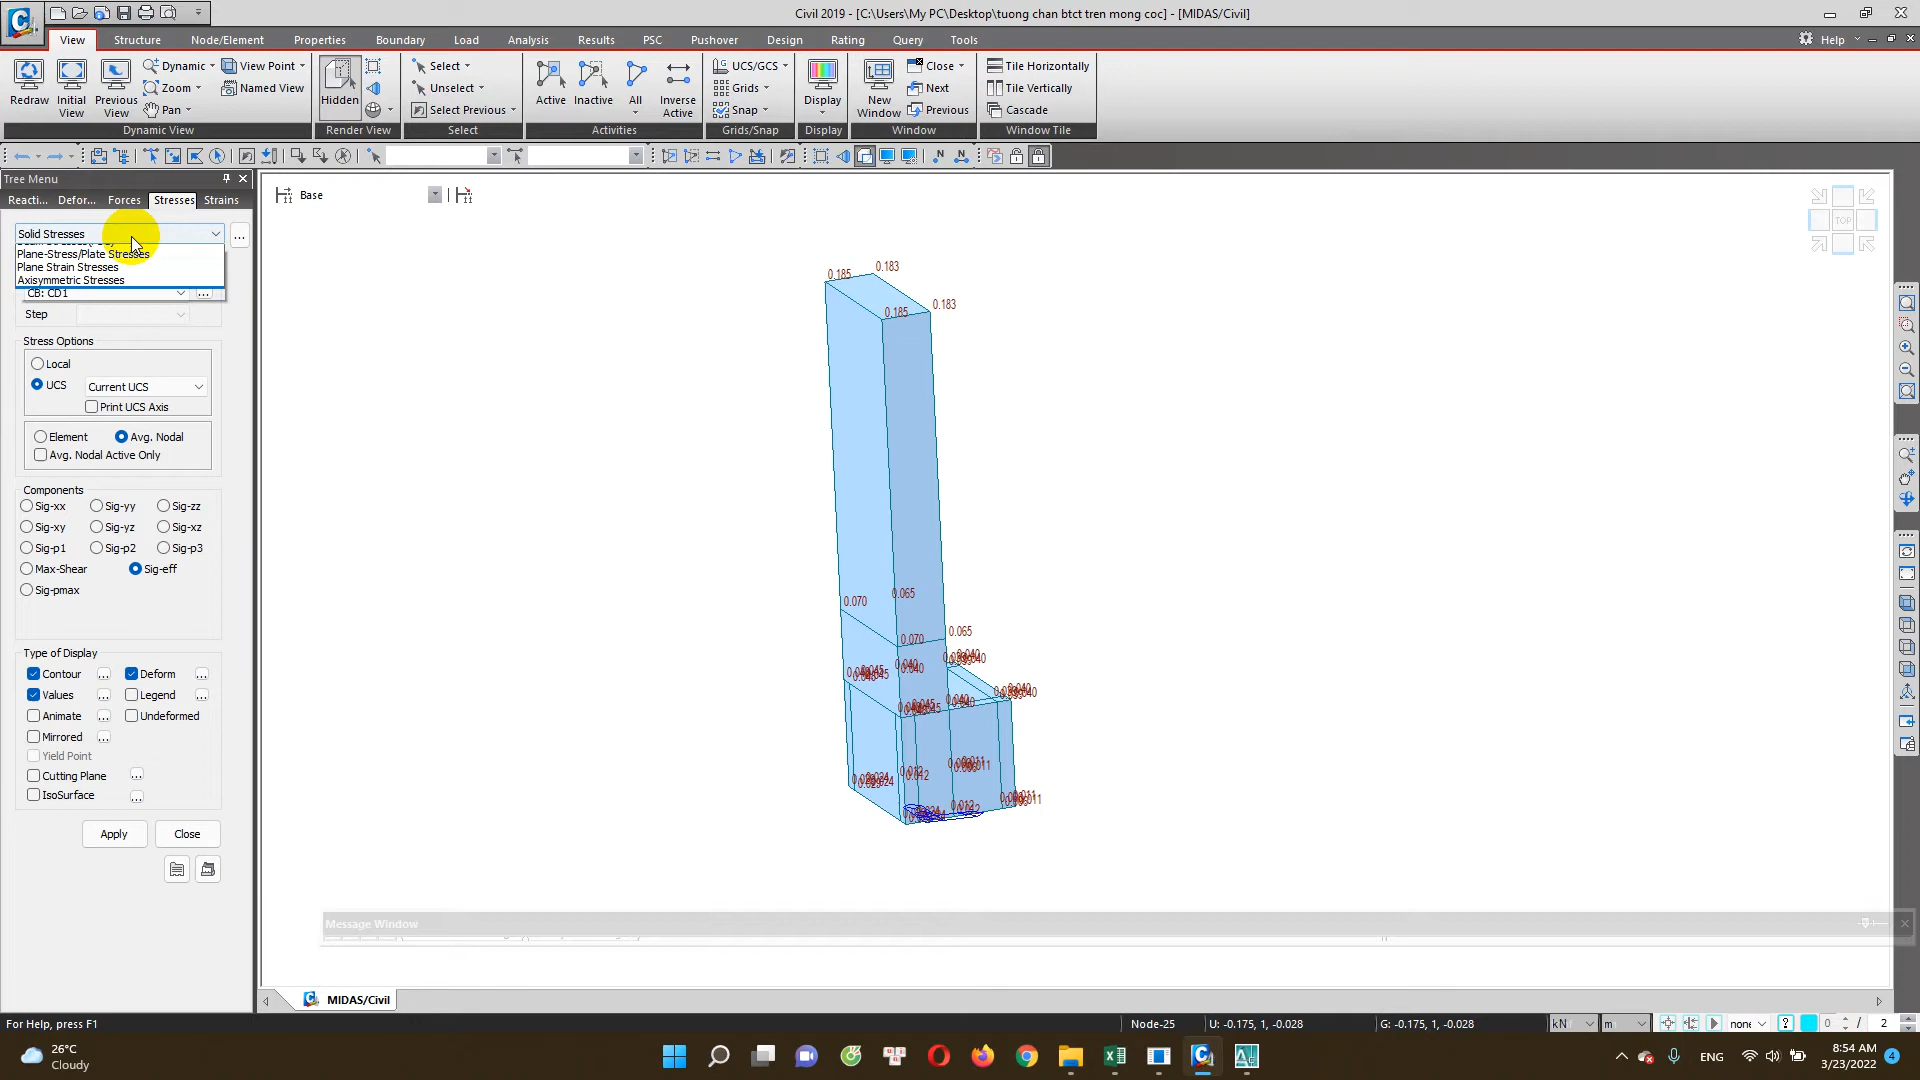 Civil 2019 - [C:\Users\My PC\Desktop\tuong chan btct tren mong coc] - [MIDAS/Civil]
View Structure Node/Element Properties Boundary Load Analysis Results PSC Pushover Design Rating Query Tools Help
Redraw Initial View Previous View Dynamic Zoom Pan View Point Named View
Hidden
Select Unselect Select Previous
Active Inactive All Inverse Active
UCS/GCS Grids Snap
Display
New Window Close Next Previous
Tile Horizontally
Tile Vertically
Cascade
Dynamic View Render View Select Activities Grids/Snap Display Window Window Tile
Tree Menu
Reacti... Defor... Forces Stresses Strains
Base
TOP
Solid Stresses
...
Plane-Stress/Plate Stresses
Plane Strain Stresses
Axisymmetric Stresses
CB: CD1
...
Step
Stress Options
Local
UCS Current UCS
Print UCS Axis
Element Avg. Nodal
Avg. Nodal Active Only
Components
Sig-xx Sig-yy Sig-zz
Sig-xy Sig-yz Sig-xz
Sig-p1 Sig-p2 Sig-p3
Max-Shear Sig-eff
Sig-pmax
Type of Display
Contour ... Deform ...
Values ... Legend ...
Animate ... Undeformed
Mirrored ...
Yield Point
Cutting Plane ...
IsoSurface ...
Apply Close
0.185 0.183
0.185 0.183
0.070 0.065
0.070 0.065
Message Window
MIDAS/Civil
For Help, press F1 Node-25 U: -0.175, 1, -0.028 G: -0.175, 1, -0.028 kN m none ? 0 / 2
26°C
Cloudy
ENG
8:54 AM
3/23/2022
4